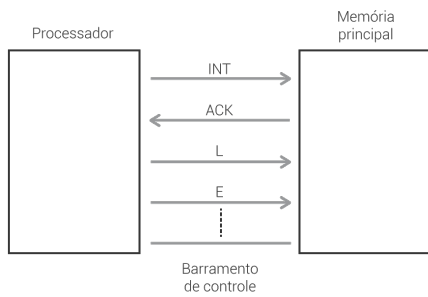 Processador
Memória
principal
INT
ACK
L
E
Barramento
de controle